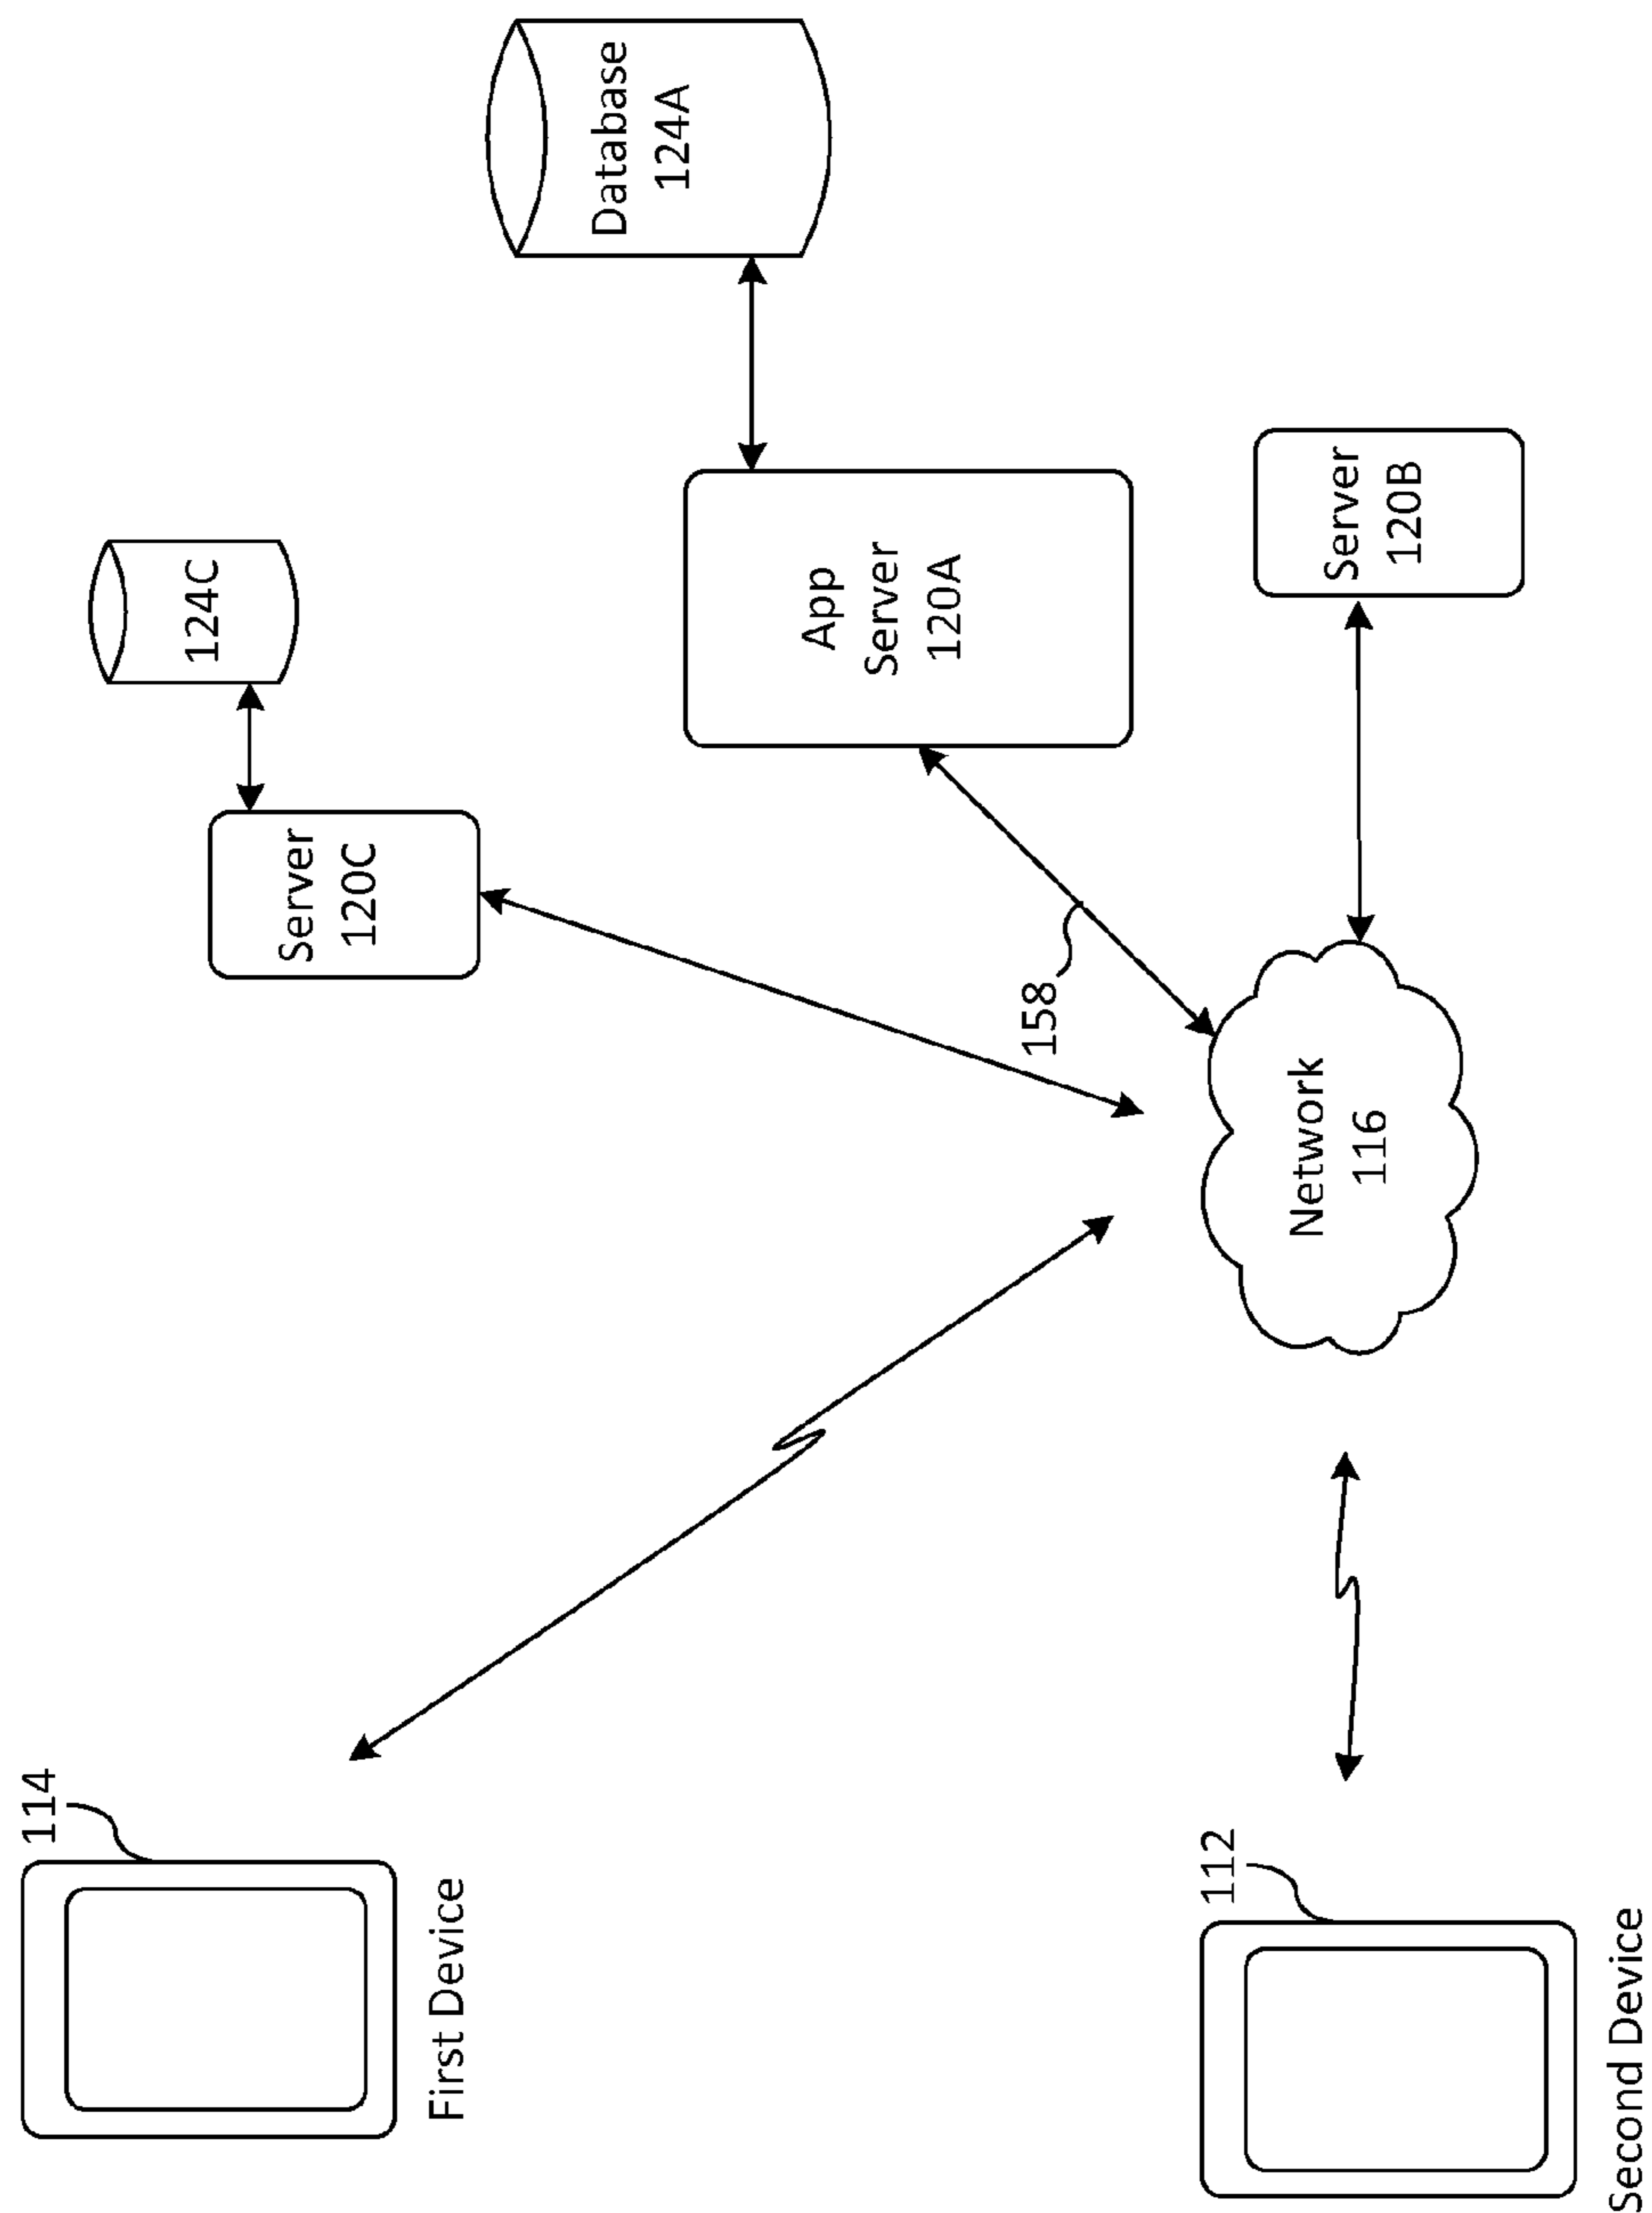 114
First Device
112
Second Device
Server
120C
124C
158
Network
116
App
Server
120A
Database
124A
Server
120B